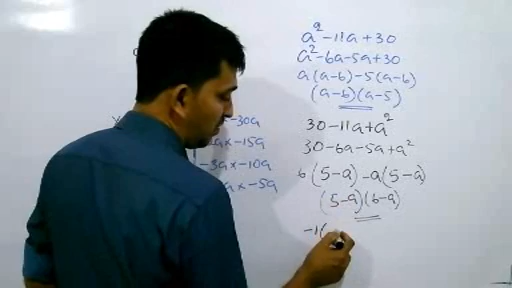 a² - 11a + 30
a² - 6a - 5a + 30
a(a-6) - 5(a-6)
(a-6)(a-5)
30 - 11a + a²
30 - 6a - 5a + a²
6(5-a) - a(5-a)
(5-a)(6-a)
-1(
-30a
a x -15a
-3a x -10a
a x -5a